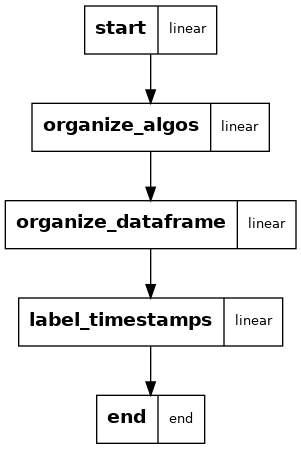 start linear
organize_algos linear
organize_dataframe linear
label_timestamps linear
end end